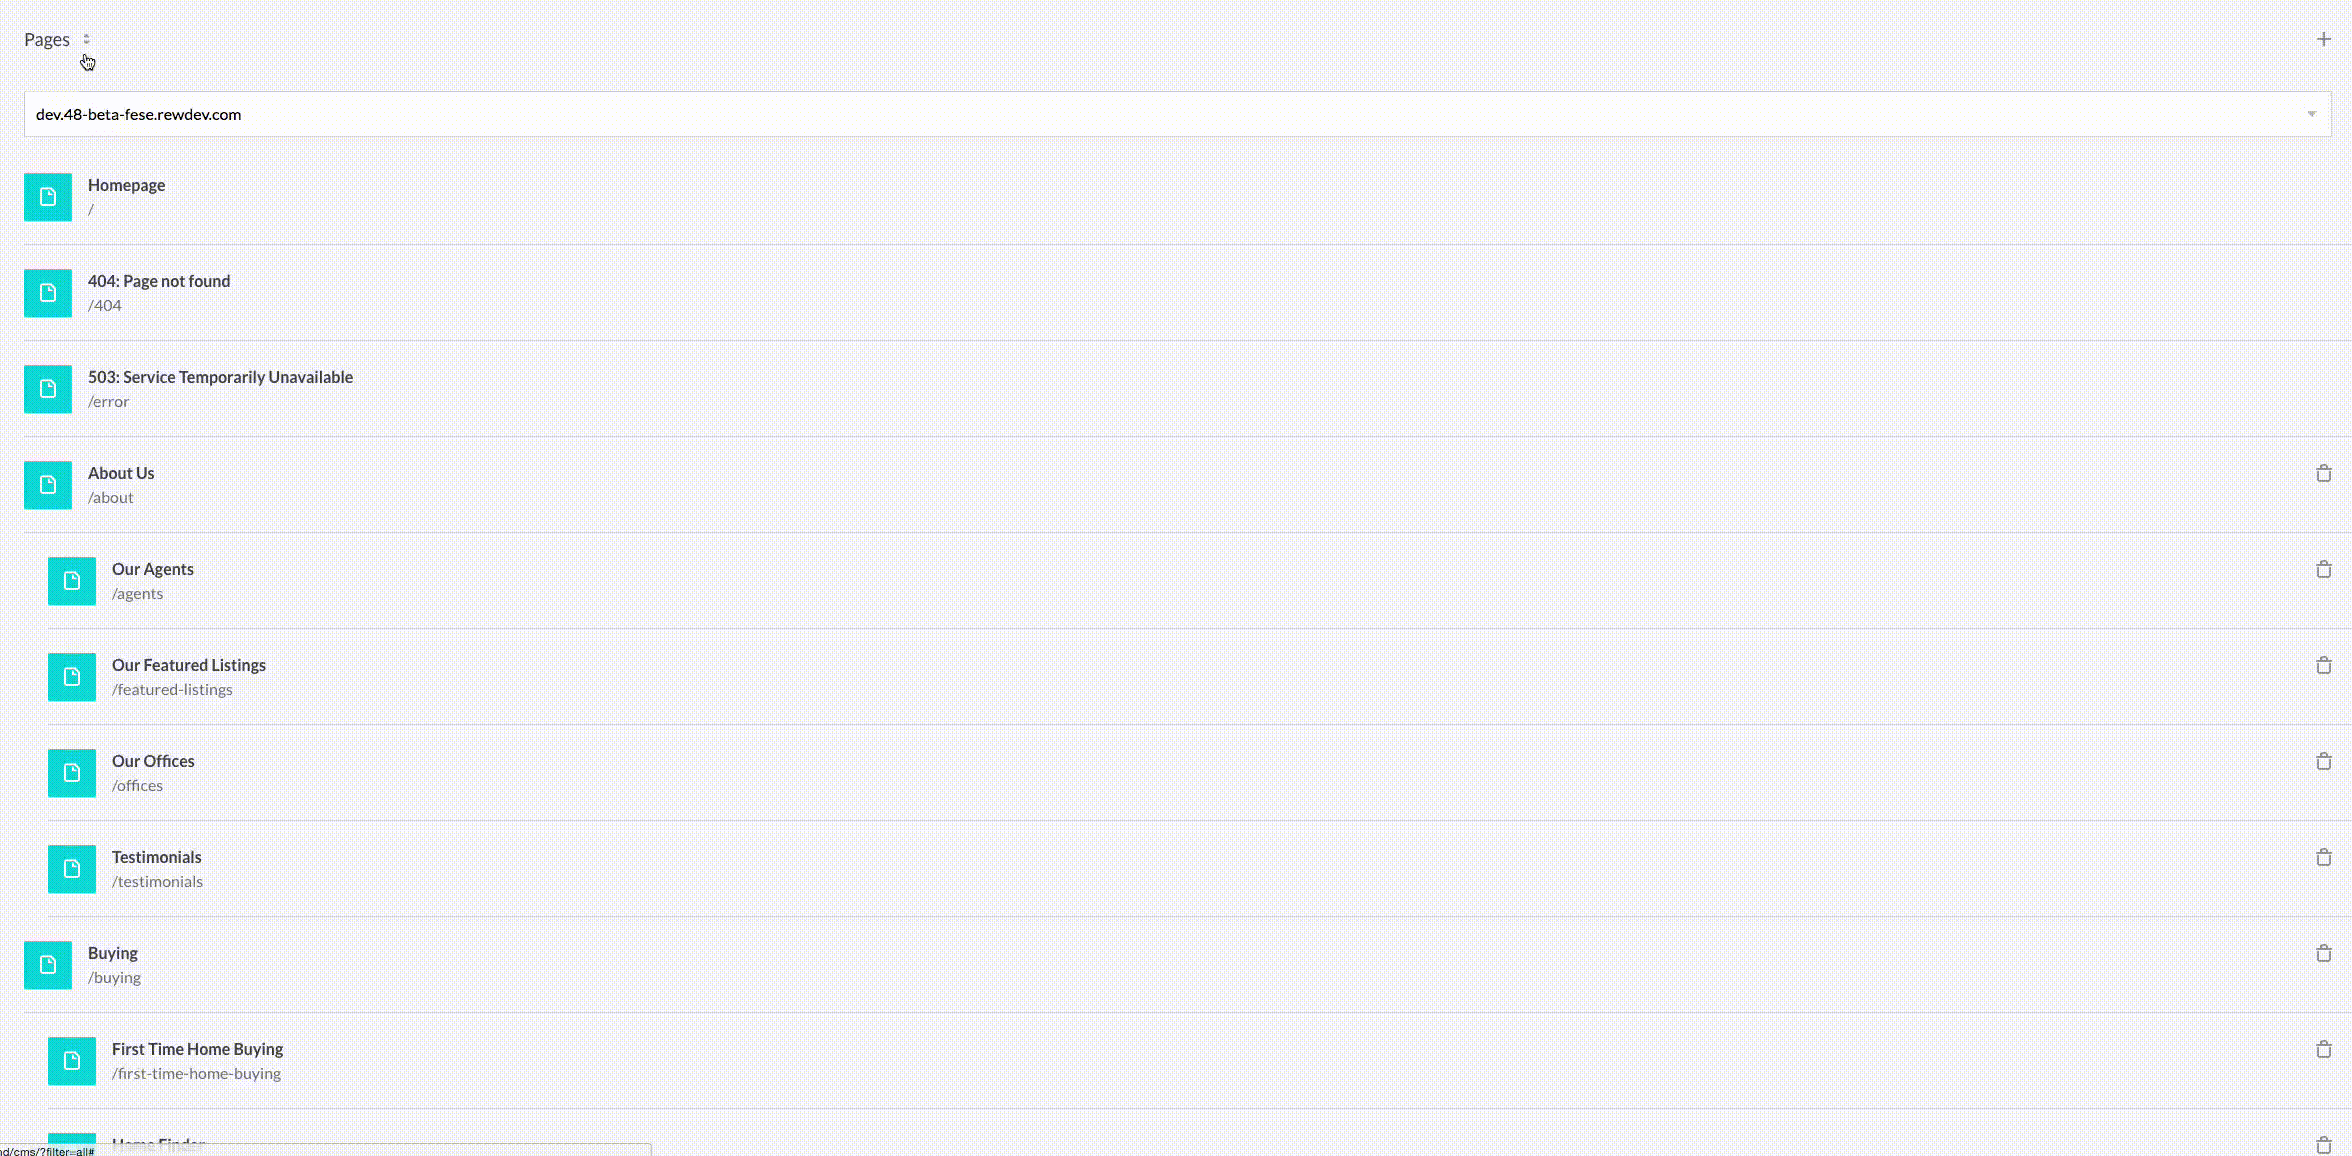 Pages
dev.48-beta-fese.rewdev.com
Homepage
/
404: Page not found
/404
503: Service Temporarily Unavailable
/error
About Us
/about
Our Agents
/agents
Our Featured Listings
/featured-listings
Our Offices
/offices
Testimonials
/testimonials
Buying
/buying
First Time Home Buying
/first-time-home-buying
Home Finder
nd/cms/?filter=all#